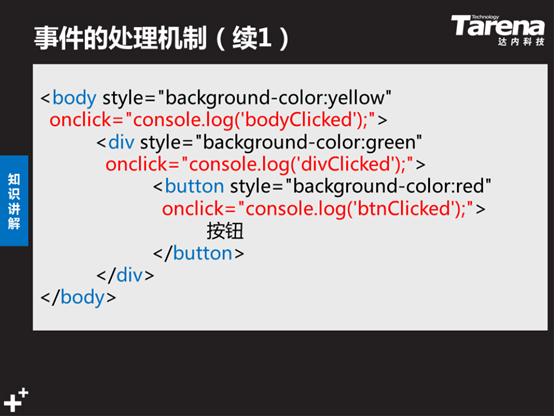 事件的处理机制（续1）
Technology
Tarena
达内科技
知识讲解
<body style="background-color:yellow"
onclick="console.log('bodyClicked');">
<div style="background-color:green"
onclick="console.log('divClicked');">
<button style="background-color:red"
onclick="console.log('btnClicked');">
按钮
</button>
</div>
</body>